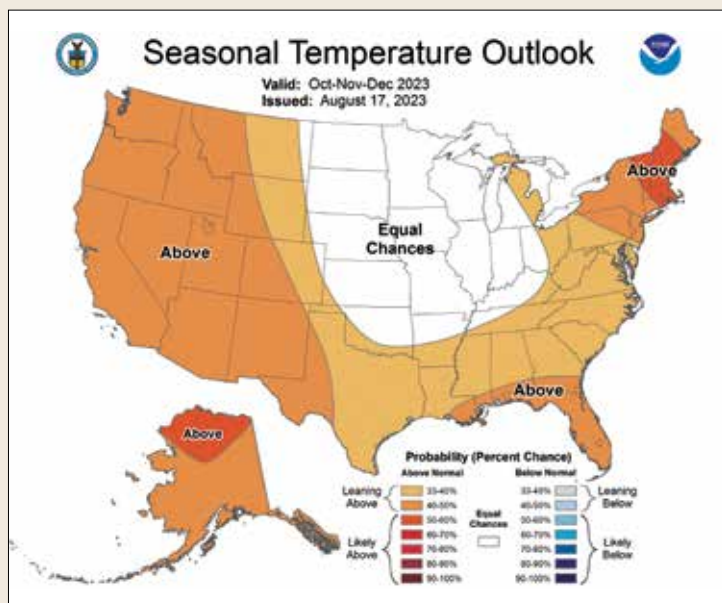 Seasonal Temperature Outlook
Valid: Oct-Nov-Dec 2023
Issued: August 17, 2023
Above
Equal
Chances
Above
Above
Above
Probability (Percent Chance)
Above Normal
Below Normal
Leaning
Above
33-40%
40-50%
Likely
Above
50-60%
60-70%
70-80%
80-90%
90-100%
Equal
Chances
33-40%
40-50%
Leaning
Below
50-60%
60-70%
70-80%
80-90%
90-100%
Likely
Below